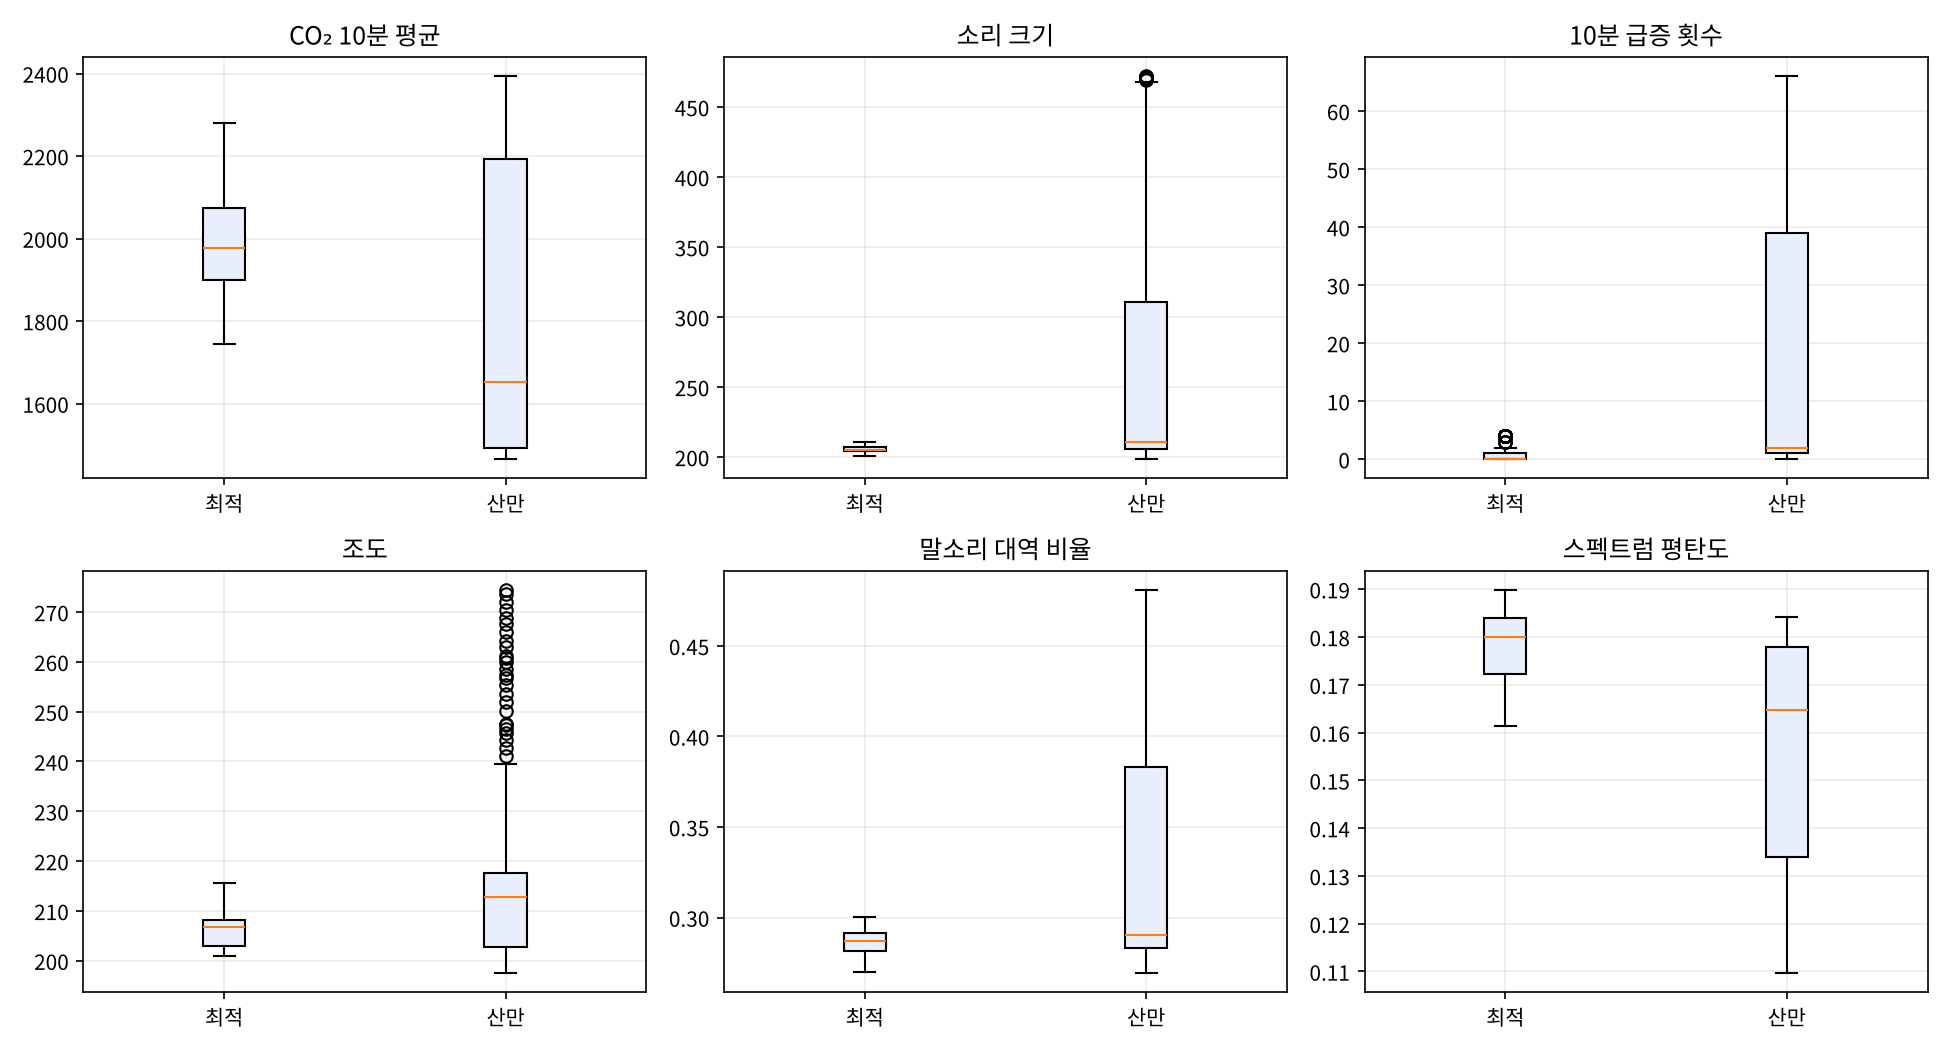 CO₂ 10분 평균
2400
2200
2000
1800
1600
최적
산만
소리 크기
450
400
350
300
250
200
최적
산만
10분 급증 횟수
60
50
40
30
20
10
0
최적
산만
조도
270
260
250
240
230
220
210
200
최적
산만
말소리 대역 비율
0.45
0.40
0.35
0.30
최적
산만
스펙트럼 평탄도
0.19
0.18
0.17
0.16
0.15
0.14
0.13
0.12
0.11
최적
산만